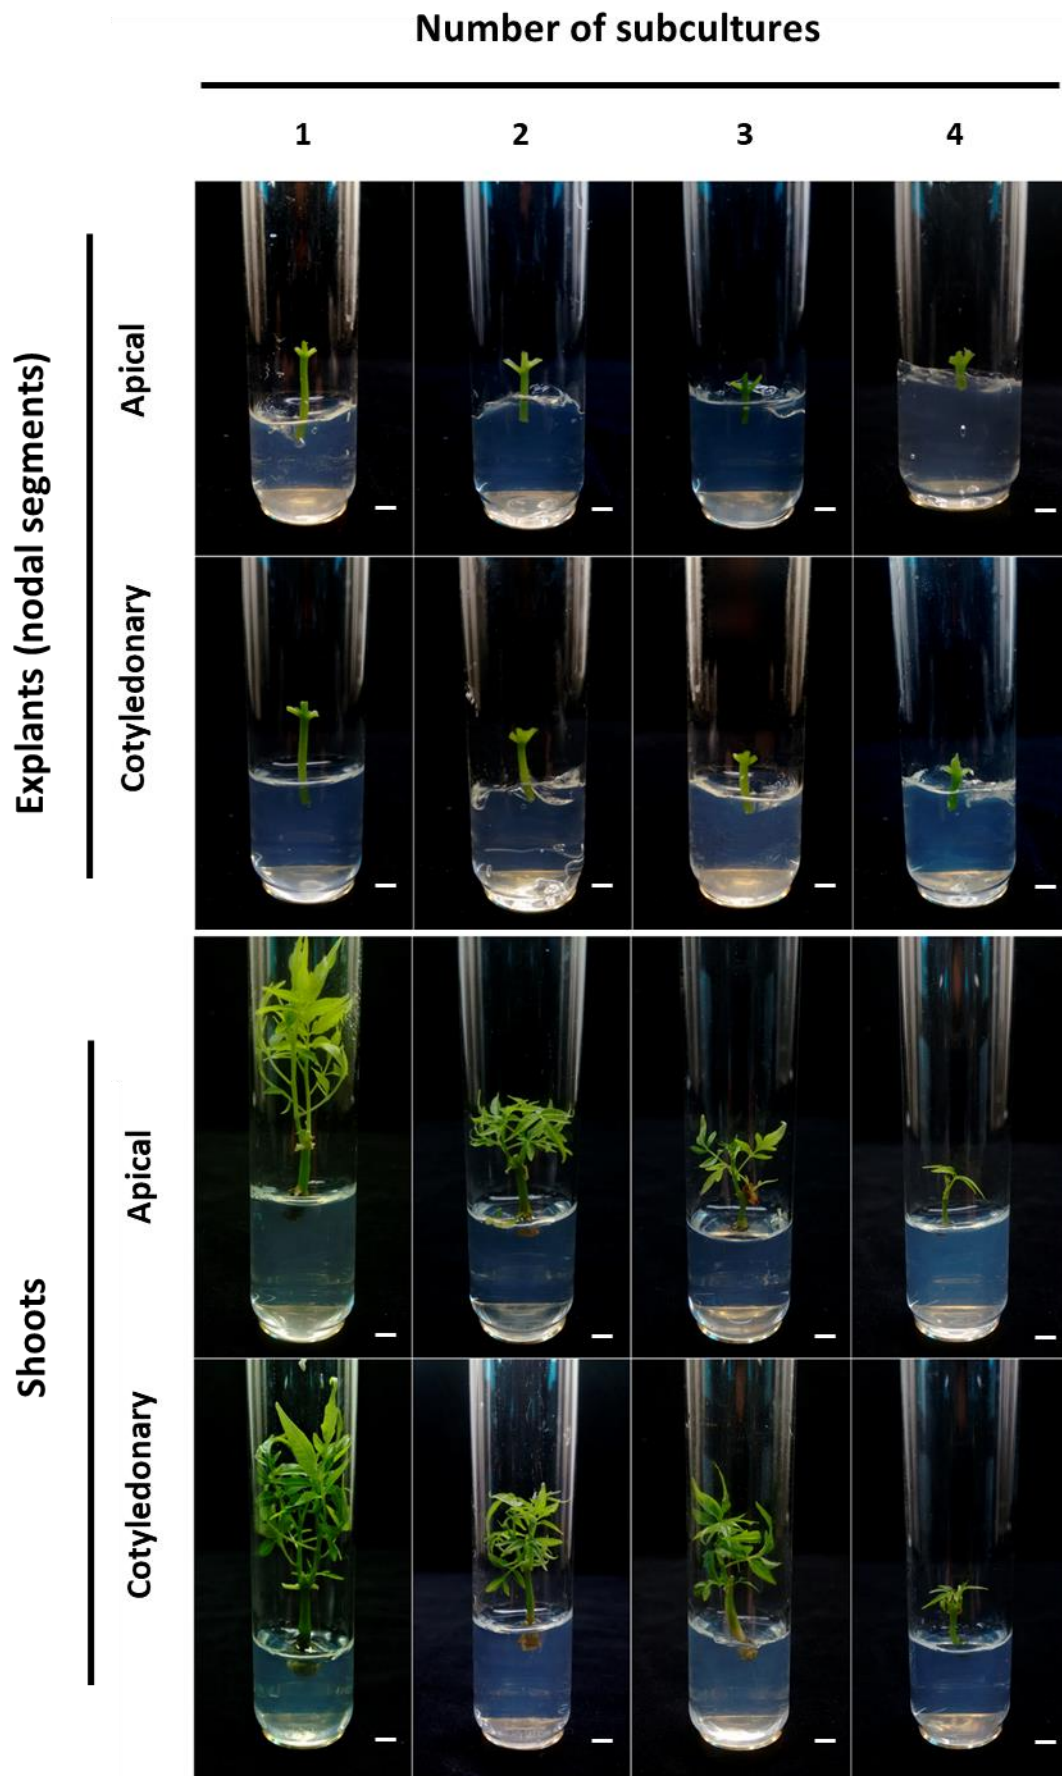 Number of subcultures
1 2 3 4
Explants (nodal segments)
Apical
Cotyledonary
Shoots
Apical
Cotyledonary